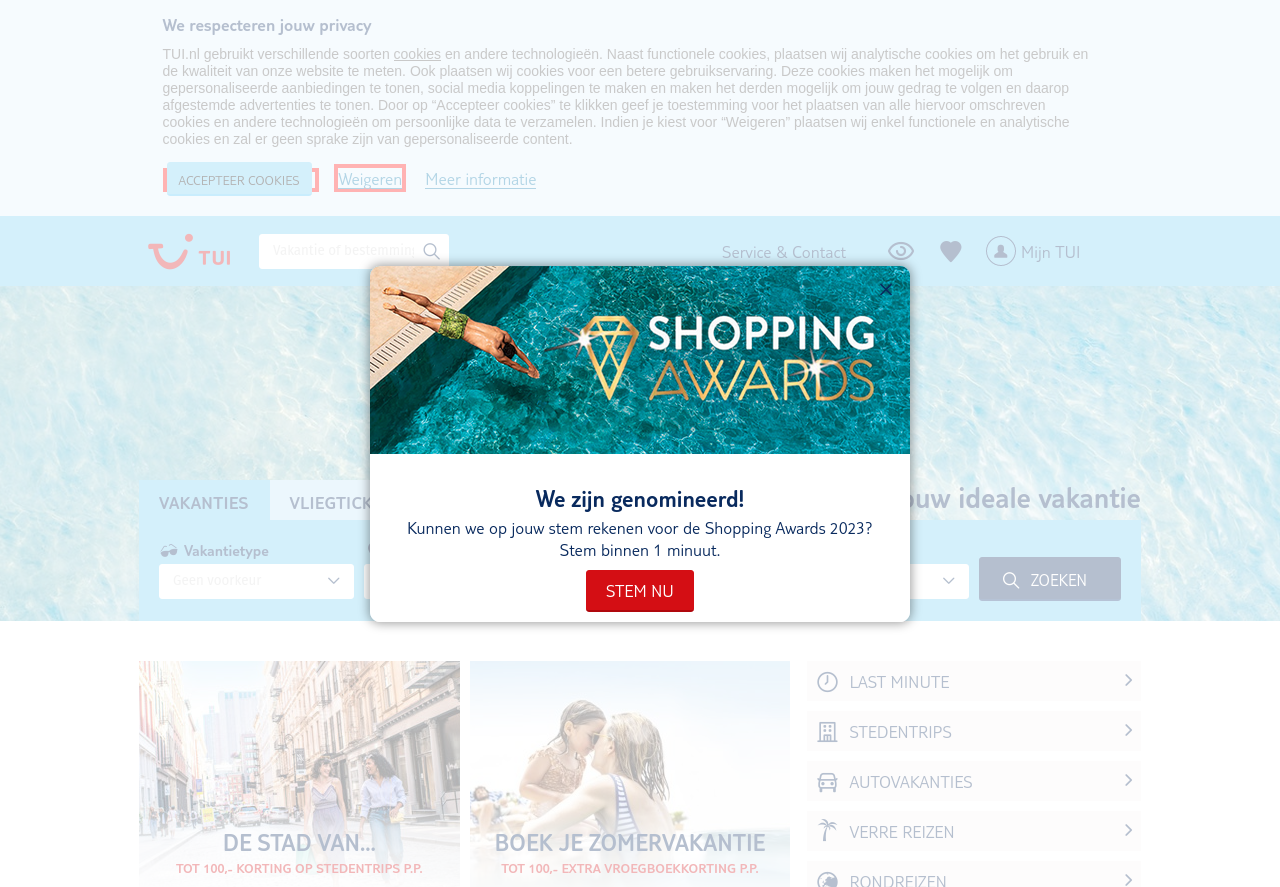 We respecteren jouw privacy
TUI.nl gebruikt verschillende soorten cookies en andere technologieën. Naast functionele cookies, plaatsen wij analytische cookies om het gebruik en
de kwaliteit van onze website te meten. Ook plaatsen wij cookies voor een betere gebruikservaring. Deze cookies maken het mogelijk om
gepersonaliseerde aanbiedingen te tonen, social media koppelingen te maken en maken het derden mogelijk om jouw gedrag te volgen en daarop
afgestemde advertenties te tonen. Door op “Accepteer cookies” te klikken geef je toestemming voor het plaatsen van alle hiervoor omschreven
cookies en andere technologieën om persoonlijke data te verzamelen. Indien je kiest voor “Weigeren” plaatsen wij enkel functionele en analytische
cookies en zal er geen sprake zijn van gepersonaliseerde content.
ACCEPTEER COOKIES Weigeren Meer informatie
TUI Vakantie of bestemming Service & Contact Mijn TUI
SHOPPING
AWARDS
We zijn genomineerd!
Kunnen we op jouw stem rekenen voor de Shopping Awards 2023?
Stem binnen 1 minuut.
STEM NU
VAKANTIES VLIEGTICK
ouw ideale vakantie
Vakantietype
Geen voorkeur
ZOEKEN
DE STAD VAN...
TOT 100,- KORTING OP STEDENTRIPS P.P.
BOEK JE ZOMERVAKANTIE
TOT 100,- EXTRA VROEGBOEKKORTING P.P.
LAST MINUTE
STEDENTRIPS
AUTOVAKANTIES
VERRE REIZEN
RONDREIZEN